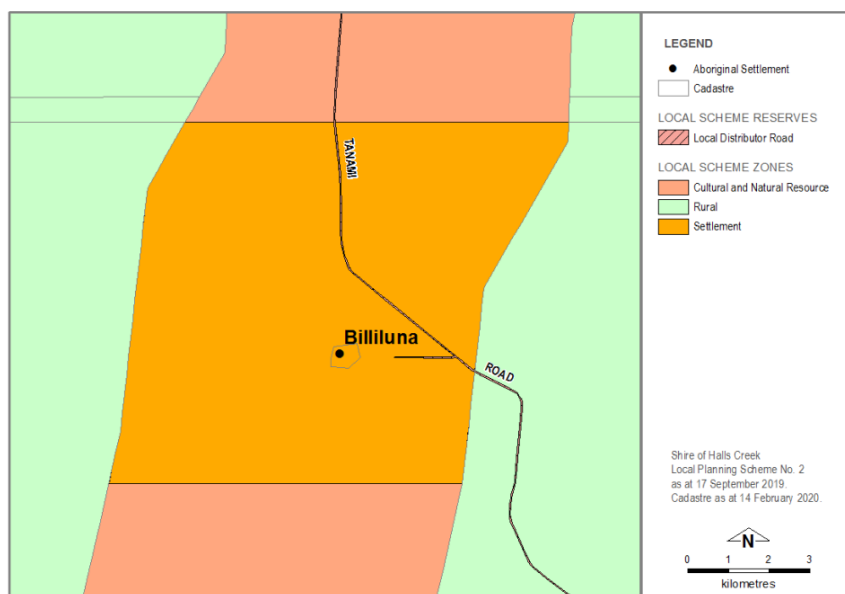 TANAMI
Billiluna
ROAD
LEGEND
Aboriginal Settlement
Cadastre
LOCAL SCHEME RESERVES
Local Distributor Road
LOCAL SCHEME ZONES
Cultural and Natural Resource
Rural
Settlement
Shire of Halls Creek
Local Planning Scheme No. 2
as at 17 September 2019.
Cadastre as at 14 February 2020.
N
0 1 2 3
kilometres